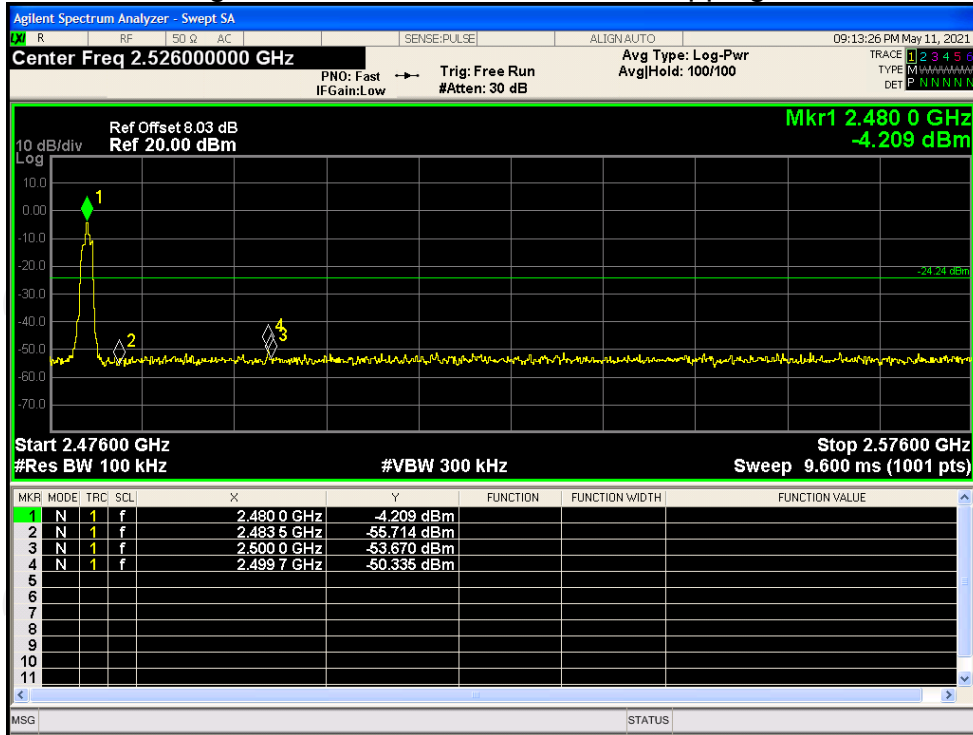 Agilent Spectrum Analyzer - Swept SA
LXI R RF 50 Ω AC SENSE:PULSE ALIGN AUTO 09:13:26 PM May 11, 2021
Center Freq 2.526000000 GHz Avg Type: Log-Pwr TRACE 1 2 3 4 5 6
PNO: Fast Trig: Free Run Avg|Hold: 100/100 TYPE M
IFGain:Low #Atten: 30 dB DET P N N N N N
Mkr1 2.480 0 GHz
Ref Offset 8.03 dB
10 dB/div Ref 20.00 dBm -4.209 dBm
Log
10.0
1
0.00
-10.0
-20.0
-24.24 dBm
-30.0
-40.0
4
3
2
-50.0
-60.0
-70.0
Start 2.47600 GHz Stop 2.57600 GHz
#Res BW 100 kHz #VBW 300 kHz Sweep 9.600 ms (1001 pts)
MKR MODE TRC SCL X Y FUNCTION FUNCTION WIDTH FUNCTION VALUE
1 N 1 f 2.480 0 GHz -4.209 dBm
2 N 1 f 2.483 5 GHz -55.714 dBm
3 N 1 f 2.500 0 GHz -53.670 dBm
4 N 1 f 2.499 7 GHz -50.335 dBm
5
6
7
8
9
10
11
MSG STATUS